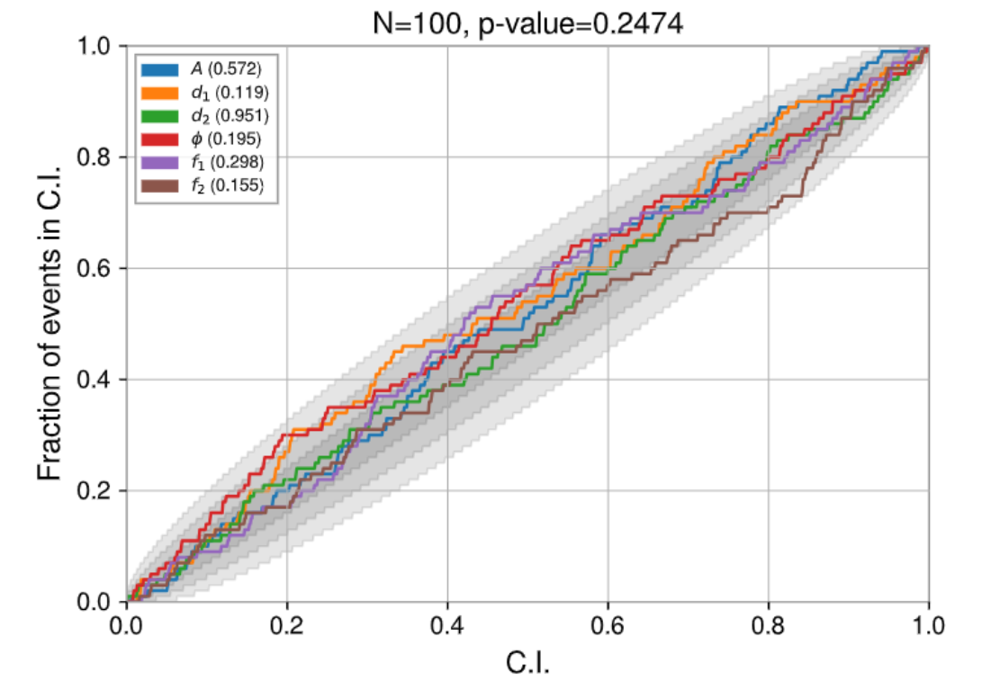 N=100, p-value=0.2474
1.0
0.8
0.6
0.4
0.2
0.0
Fraction of events in C.I.
A (0.572)
d₁ (0.119)
d₂ (0.951)
ϕ (0.195)
f₁ (0.298)
f₂ (0.155)
0.0 0.2 0.4 0.6 0.8 1.0
C.I.